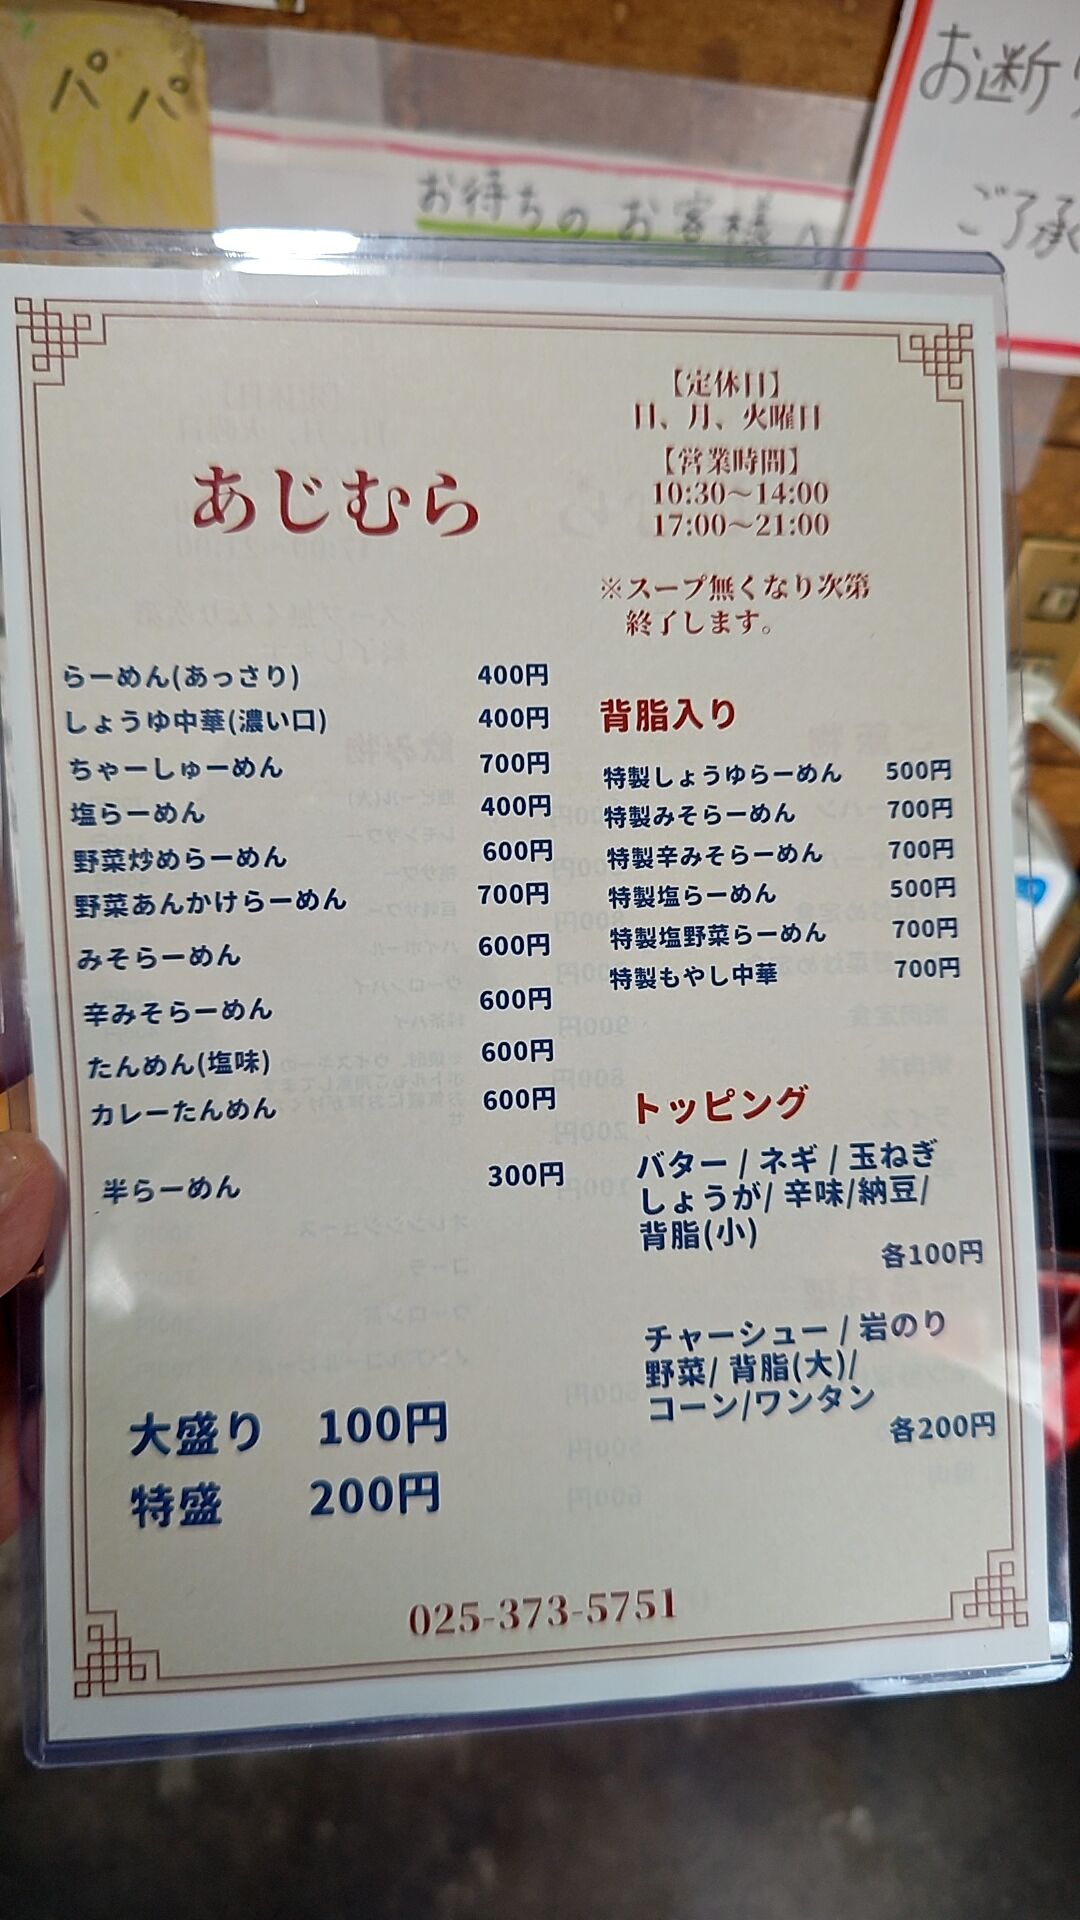 パパ
お待ちのお客様へ
お断り
ご了承
あじむら
【定休日】
日、月、火曜日
【営業時間】
10:30～14:00
17:00～21:00
※スープ無くなり次第
終了します。
らーめん(あっさり) 400円
しょうゆ中華(濃い口) 400円
ちゃーしゅーめん 700円
塩らーめん 400円
野菜炒めらーめん 600円
野菜あんかけらーめん 700円
みそらーめん 600円
辛みそらーめん 600円
たんめん(塩味) 600円
カレーたんめん 600円
半らーめん 300円
大盛り 100円
特盛 200円
背脂入り
特製しょうゆらーめん 500円
特製みそらーめん 700円
特製辛みそらーめん 700円
特製塩らーめん 500円
特製塩野菜らーめん 700円
特製もやし中華 700円
トッピング
バター / ネギ / 玉ねぎ
しょうが/ 辛味/納豆/
背脂(小)
各100円
チャーシュー / 岩のり
野菜/ 背脂(大)/
コーン/ワンタン
各200円
025-373-5751